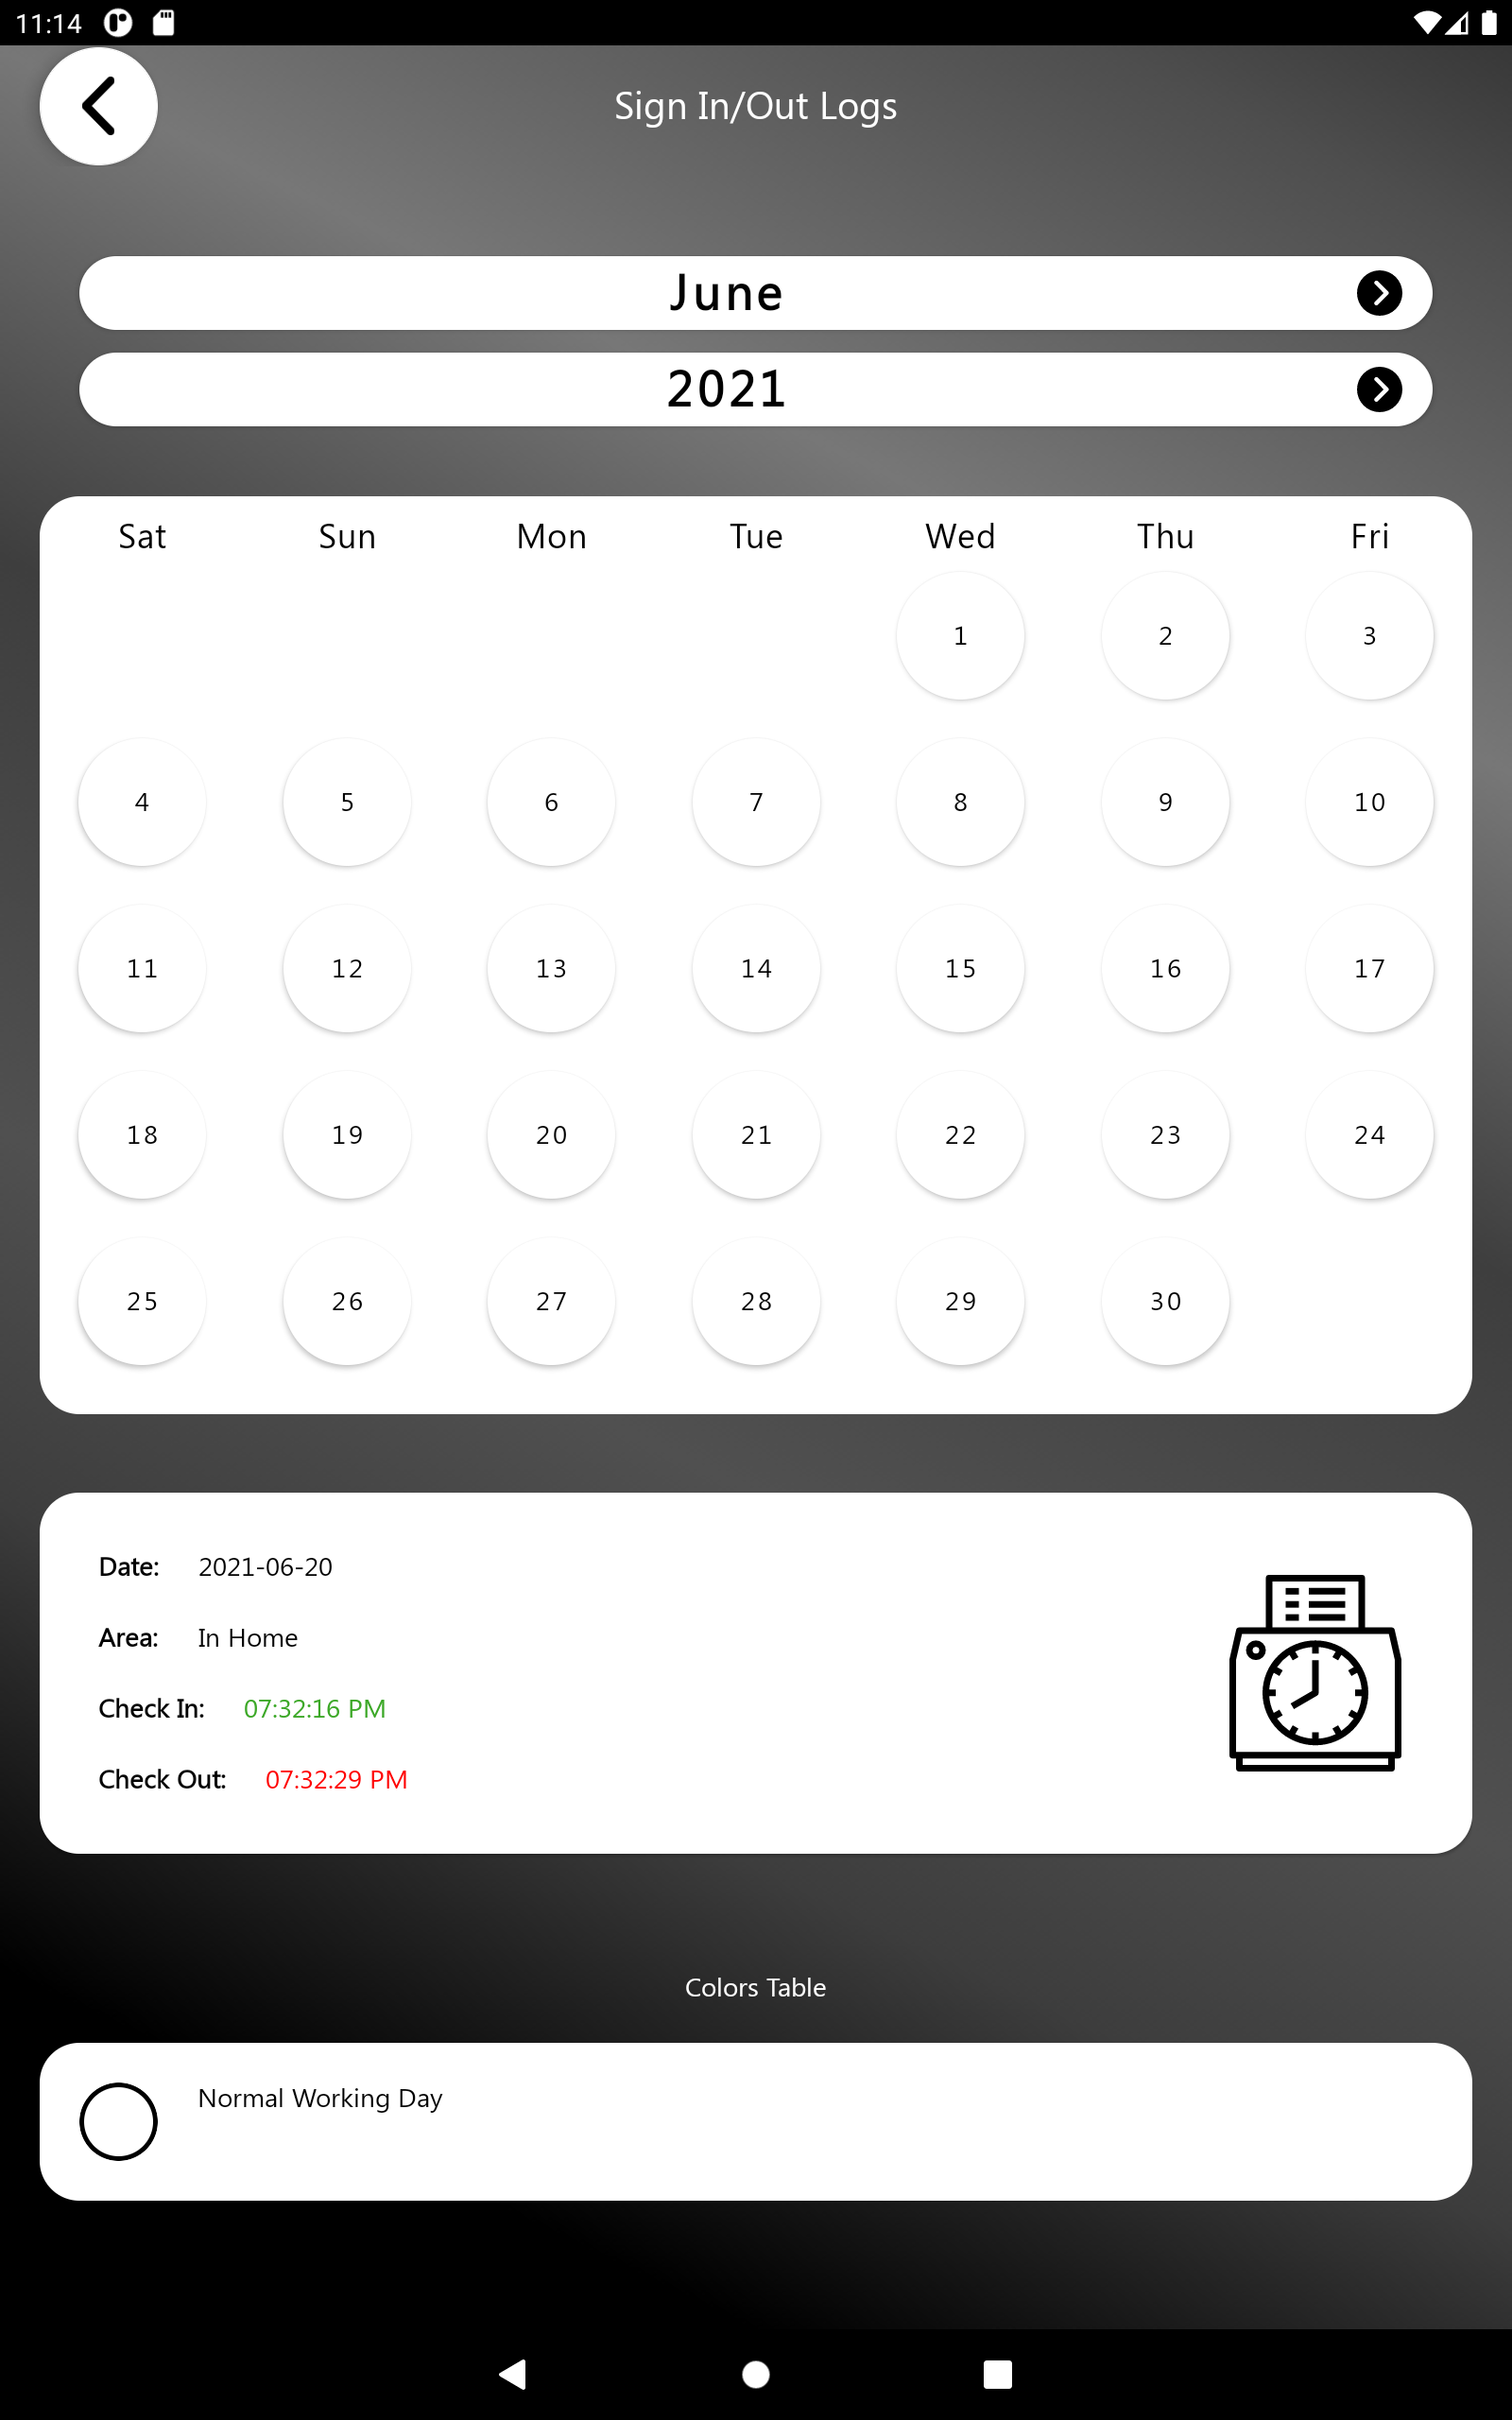 11:14
Sign In/Out Logs
June
2021
Sat Sun Mon Tue Wed Thu Fri
1 2 3
4 5 6 7 8 9 10
11 12 13 14 15 16 17
18 19 20 21 22 23 24
25 26 27 28 29 30
Date: 2021-06-20
Area: In Home
Check In: 07:32:16 PM
Check Out: 07:32:29 PM
Colors Table
Normal Working Day